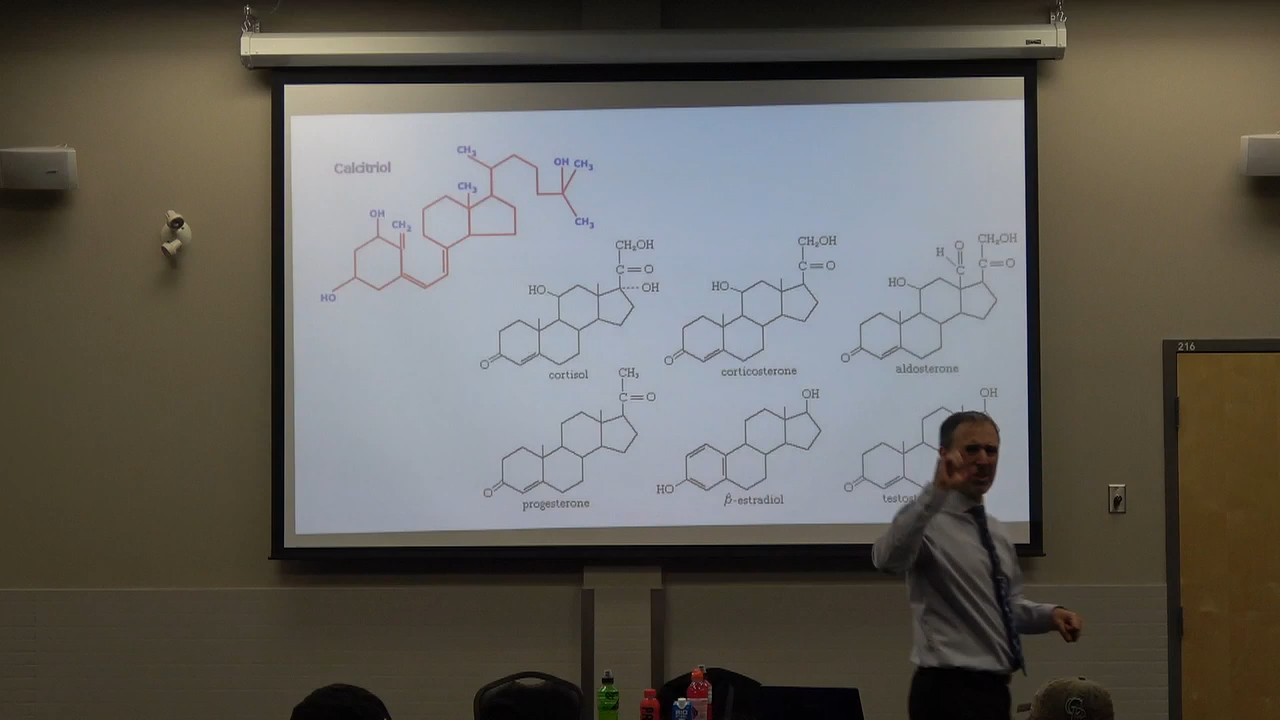 Calcitriol
CH₃
OH CH₃
CH₃
CH₃
OH
CH₂
HO
CH₂OH
C=O
HO
OH
O
cortisol
CH₂OH
C=O
HO
O
corticosterone
H
O
C
CH₂OH
C=O
HO
O
aldosterone
CH₃
C=O
O
progesterone
OH
HO
β-estradiol
OH
O
216